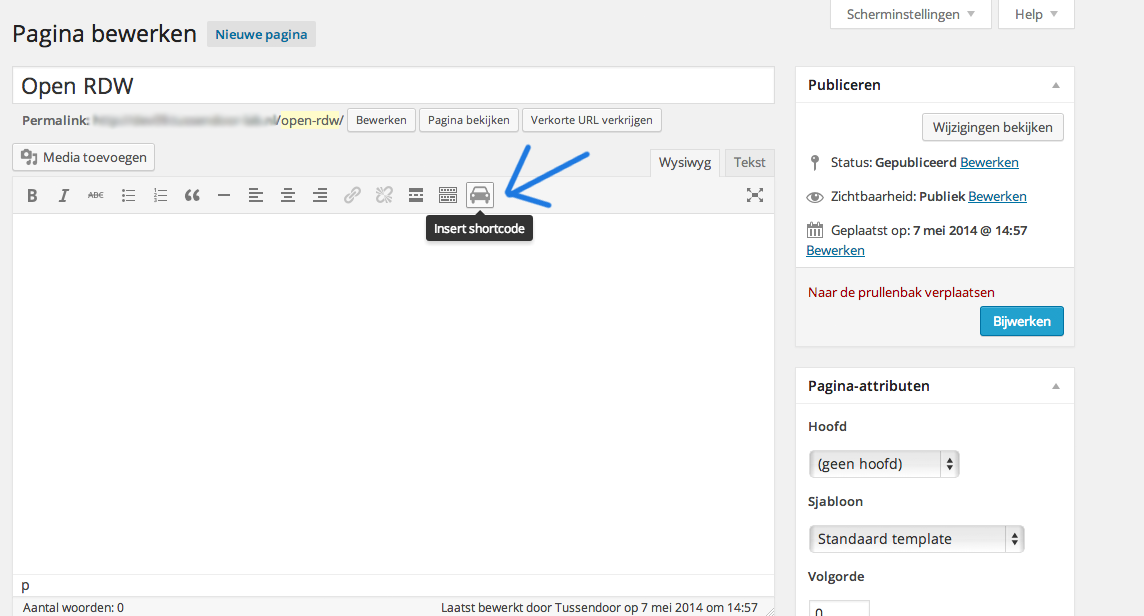 Scherminstellingen Help
Pagina bewerken Nieuwe pagina
Open RDW
Permalink: /open-rdw/ Bewerken Pagina bekijken Verkorte URL verkrijgen
Media toevoegen
Wysiwyg Tekst
B I ABC
Insert shortcode
p
Aantal woorden: 0 Laatst bewerkt door Tussendoor op 7 mei 2014 om 14:57
Publiceren
Wijzigingen bekijken
Status: Gepubliceerd Bewerken
Zichtbaarheid: Publiek Bewerken
Geplaatst op: 7 mei 2014 @ 14:57
Bewerken
Naar de prullenbak verplaatsen
Bijwerken
Pagina-attributen
Hoofd
(geen hoofd)
Sjabloon
Standaard template
Volgorde
0